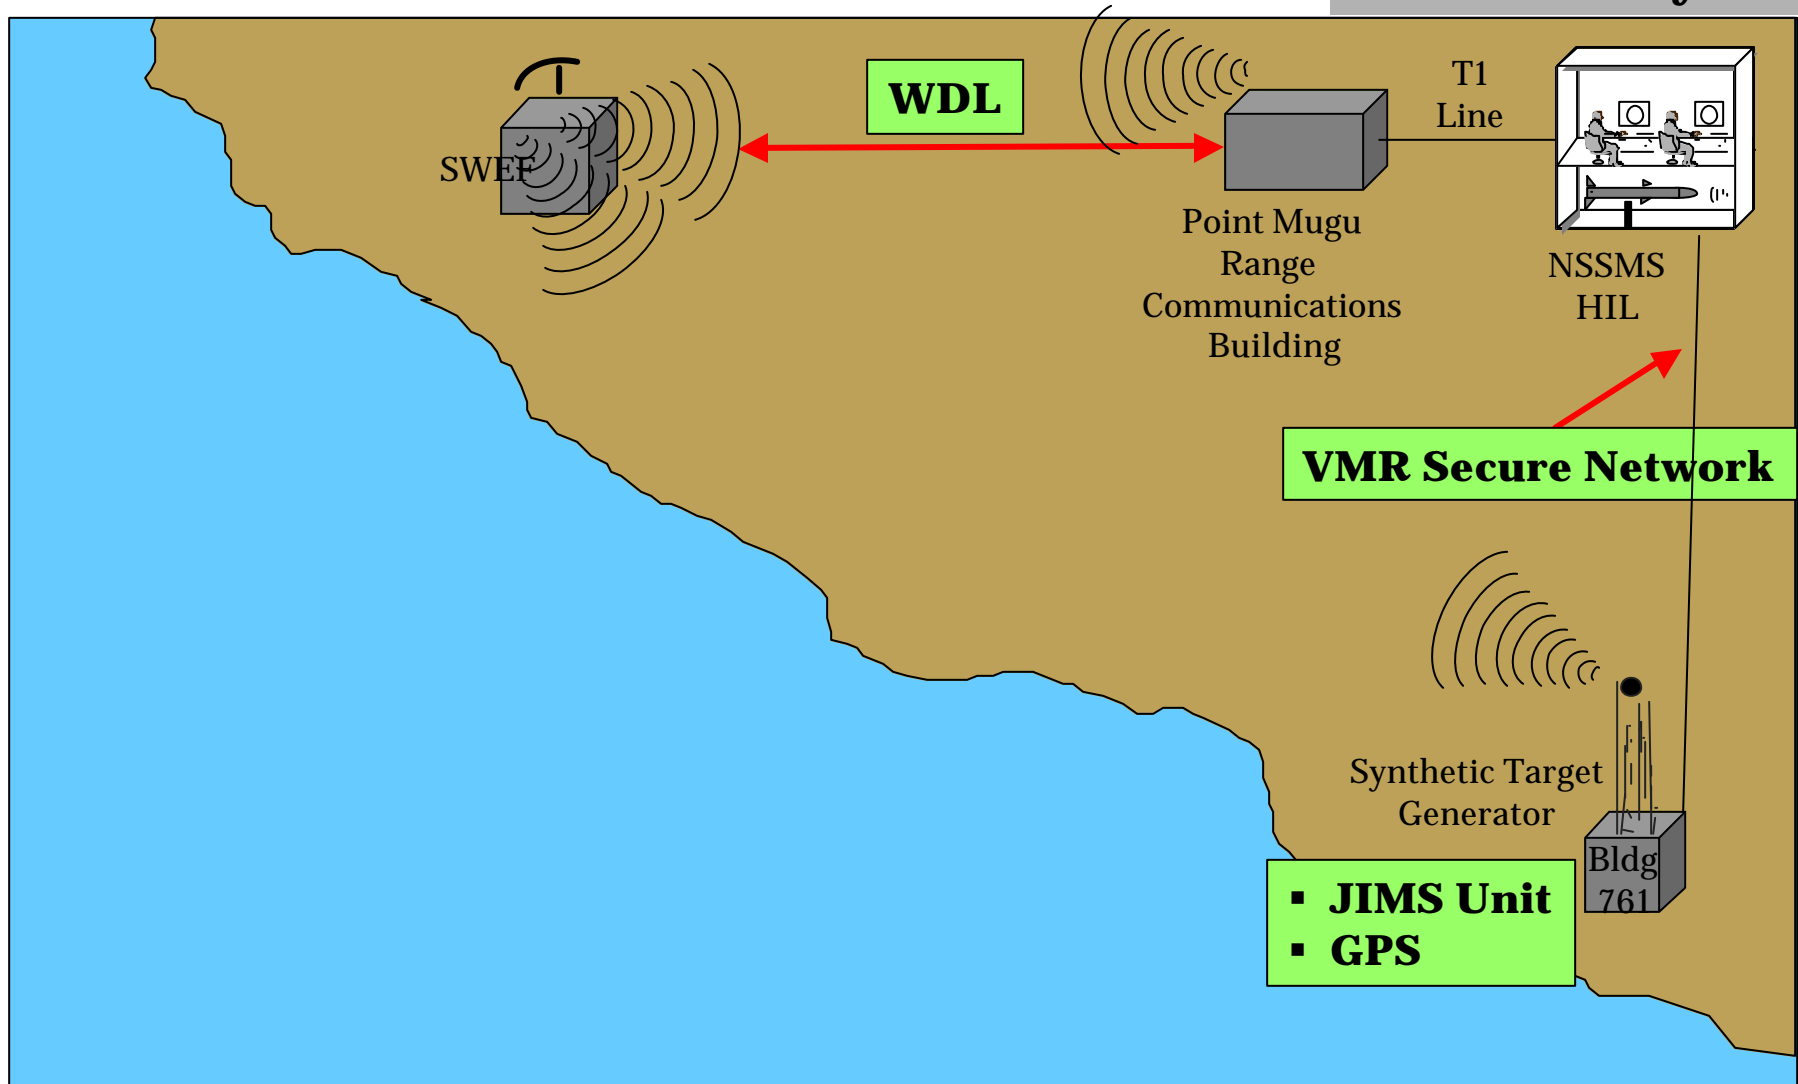 WDL
T1
Line
SWEF
Point Mugu
Range
Communications
Building
NSSMS
HIL
VMR Secure Network
Synthetic Target
Generator
Bldg
761
▪ JIMS Unit
▪ GPS